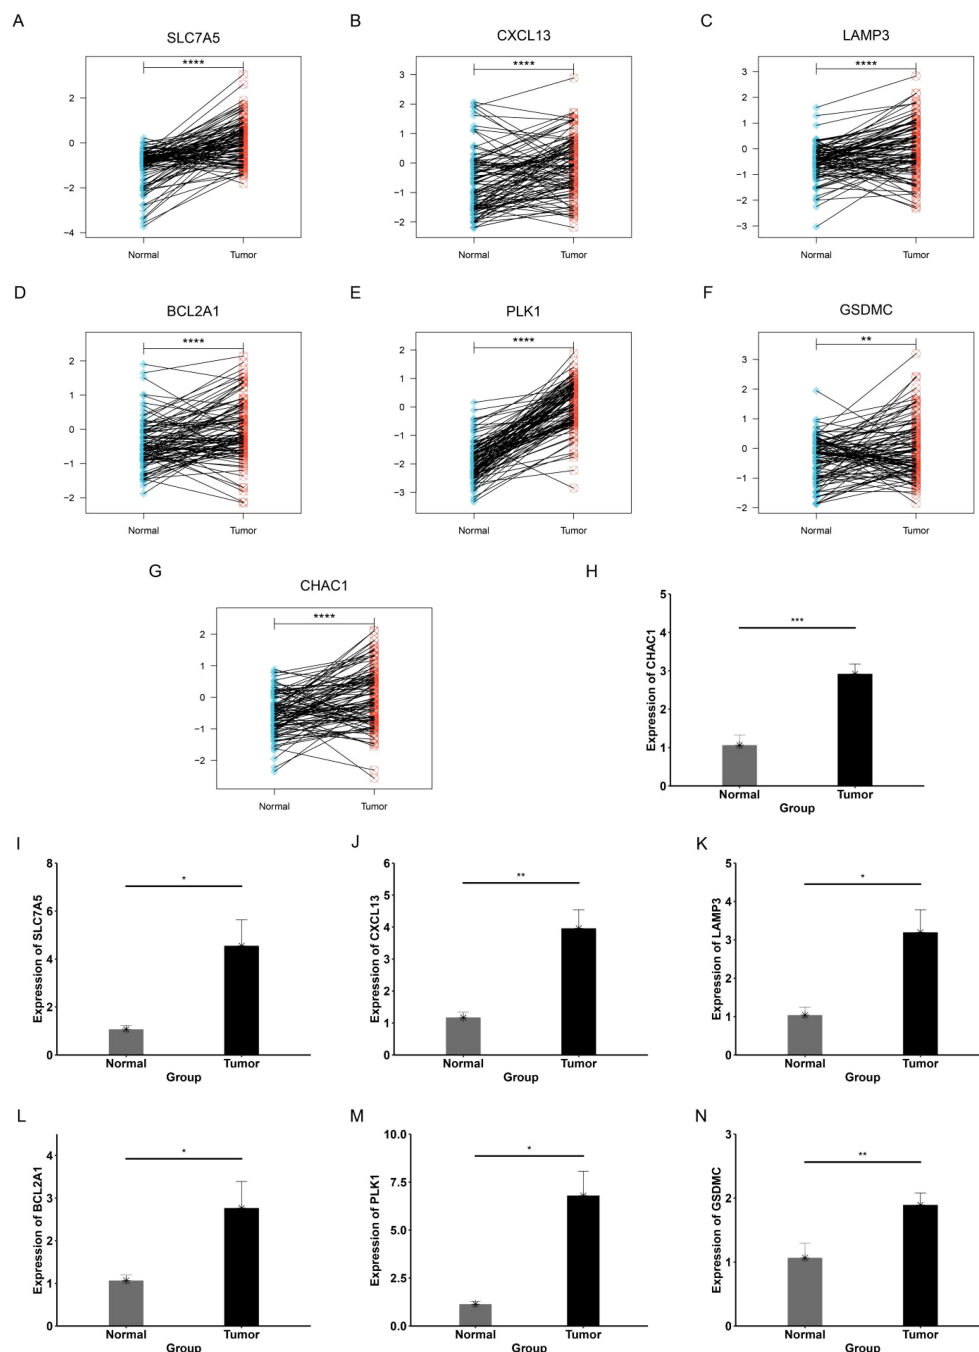 A
SLC7A5
****
2
0
−2
−4
Normal Tumor
B
CXCL13
****
3
2
1
0
−1
−2
Normal Tumor
C
LAMP3
****
3
2
1
0
−1
−2
−3
Normal Tumor
D
BCL2A1
****
2
1
0
−1
−2
Normal Tumor
E
PLK1
****
2
1
0
−1
−2
−3
Normal Tumor
F
GSDMC
**
3
2
1
0
−1
−2
Normal Tumor
G
CHAC1
****
2
1
0
−1
−2
Normal Tumor
H
Expression of CHAC1
***
5
4
3
2
1
0
Normal Tumor
Group
I
Expression of SLC7A5
*
8
6
4
2
0
Normal Tumor
Group
J
Expression of CXCL13
**
6
5
4
3
2
1
0
Normal Tumor
Group
K
Expression of LAMP3
*
5
4
3
2
1
0
Normal Tumor
Group
L
Expression of BCL2A1
*
4
3
2
1
0
Normal Tumor
Group
M
Expression of PLK1
*
10.0
7.5
5.0
2.5
0.0
Normal Tumor
Group
N
Expression of GSDMC
**
3
2
1
0
Normal Tumor
Group